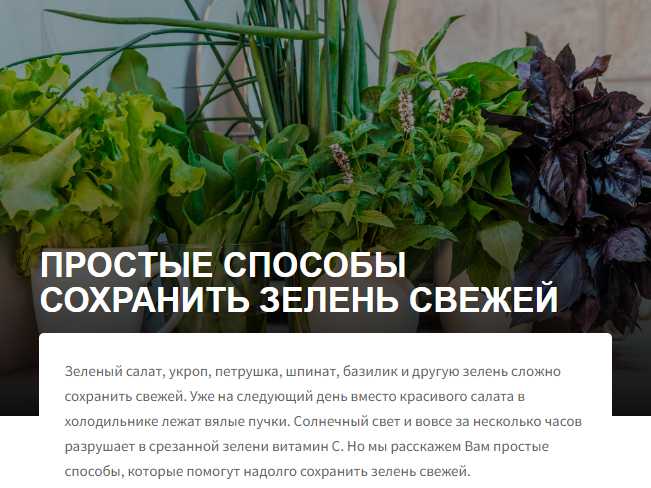 ПРОСТЫЕ СПОСОБЫ
СОХРАНИТЬ ЗЕЛЕНЬ СВЕЖЕЙ
Зеленый салат, укроп, петрушка, шпинат, базилик и другую зелень сложно
сохранить свежей. Уже на следующий день вместо красивого салата в
холодильнике лежат вялые пучки. Солнечный свет и вовсе за несколько часов
разрушает в срезанной зелени витамин С. Но мы расскажем Вам простые
способы, которые помогут надолго сохранить зелень свежей.